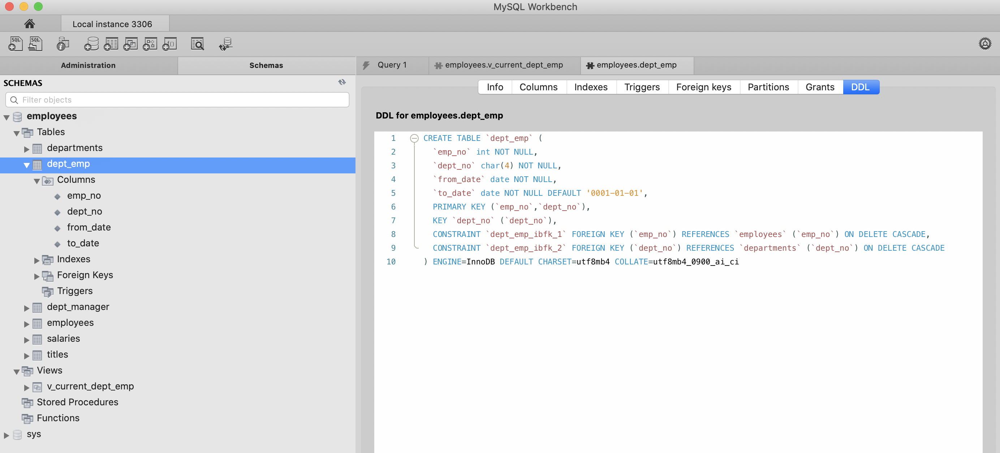 MySQL Workbench
Local instance 3306
SQL SQL f()
Administration Schemas
SCHEMAS
Filter objects
employees
Tables
departments
dept_emp
Columns
emp_no
dept_no
from_date
to_date
Indexes
Foreign Keys
Triggers
dept_manager
employees
salaries
titles
Views
v_current_dept_emp
Stored Procedures
Functions
sys
Query 1 employees.v_current_dept_emp employees.dept_emp
Info Columns Indexes Triggers Foreign keys Partitions Grants DDL
DDL for employees.dept_emp
1 CREATE TABLE `dept_emp` (
2 `emp_no` int NOT NULL,
3 `dept_no` char(4) NOT NULL,
4 `from_date` date NOT NULL,
5 `to_date` date NOT NULL DEFAULT '0001-01-01',
6 PRIMARY KEY (`emp_no`,`dept_no`),
7 KEY `dept_no` (`dept_no`),
8 CONSTRAINT `dept_emp_ibfk_1` FOREIGN KEY (`emp_no`) REFERENCES `employees` (`emp_no`) ON DELETE CASCADE,
9 CONSTRAINT `dept_emp_ibfk_2` FOREIGN KEY (`dept_no`) REFERENCES `departments` (`dept_no`) ON DELETE CASCADE
10 ) ENGINE=InnoDB DEFAULT CHARSET=utf8mb4 COLLATE=utf8mb4_0900_ai_ci